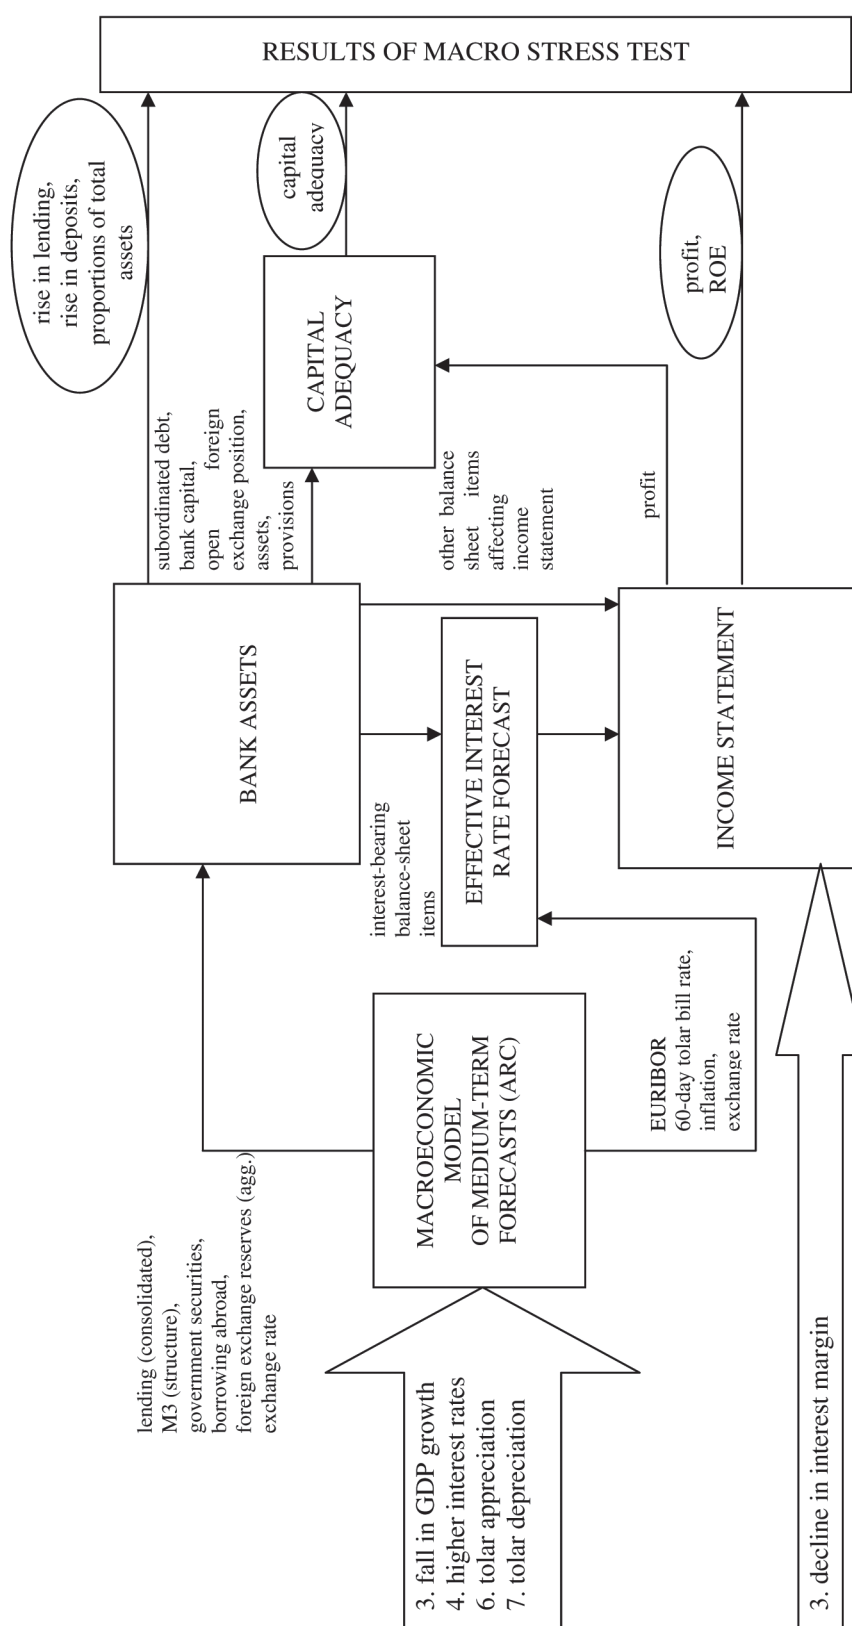 3. fall in GDP growth
4. higher interest rates
6. tolar appreciation
7. tolar depreciation
3. decline in interest margin
lending (consolidated),
M3 (structure),
government securities,
borrowing abroad,
foreign exchange reserves (agg.)
exchange rate
MACROECONOMIC
MODEL
OF MEDIUM-TERM
FORECASTS (ARC)
EURIBOR
60-day tolar bill rate,
inflation,
exchange rate
BANK ASSETS
interest-bearing
balance-sheet
items
EFFECTIVE INTEREST
RATE FORECAST
INCOME STATEMENT
subordinated debt,
bank capital,
open foreign
exchange position,
assets,
provisions
other balance
sheet items
affecting
income
statement
profit
CAPITAL
ADEQUACY
rise in lending,
rise in deposits,
proportions of total
assets
capital
adequacy
profit,
ROE
RESULTS OF MACRO STRESS TEST